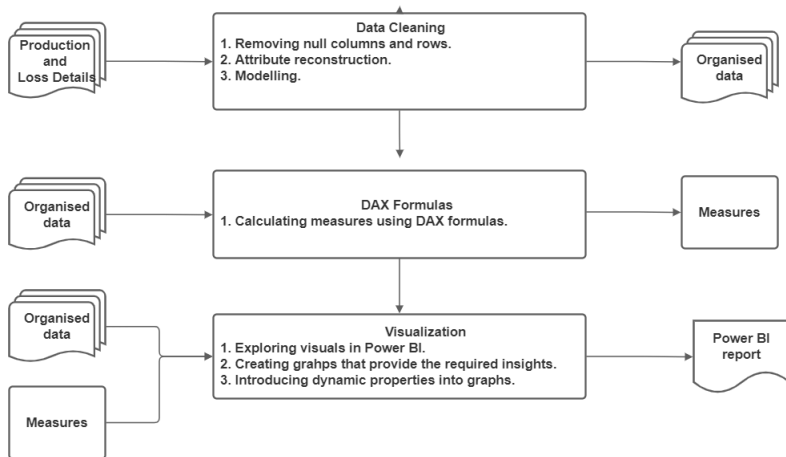 Data Cleaning
1. Removing null columns and rows.
2. Attribute reconstruction.
3. Modelling.
Production
and
Loss Details
Organised
data
Organised
data
DAX Formulas
1. Calculating measures using DAX formulas.
Measures
Organised
data
Visualization
1. Exploring visuals in Power BI.
2. Creating grahps that provide the required insights.
3. Introducing dynamic properties into graphs.
Power BI
report
Measures